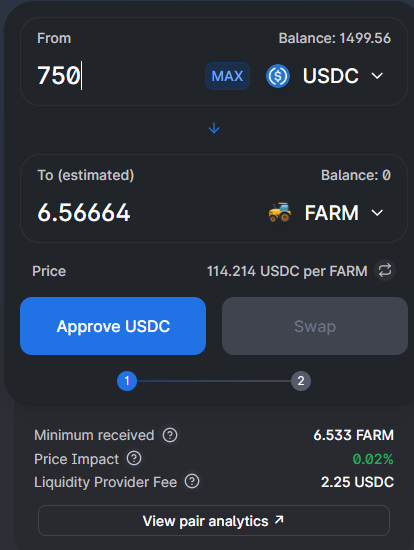 From Balance: 1499.56
750 MAX USDC
To (estimated) Balance: 0
6.56664 FARM
Price 114.214 USDC per FARM
Approve USDC Swap
1 2
Minimum received ? 6.533 FARM
Price Impact ? 0.02%
Liquidity Provider Fee ? 2.25 USDC
View pair analytics ↗